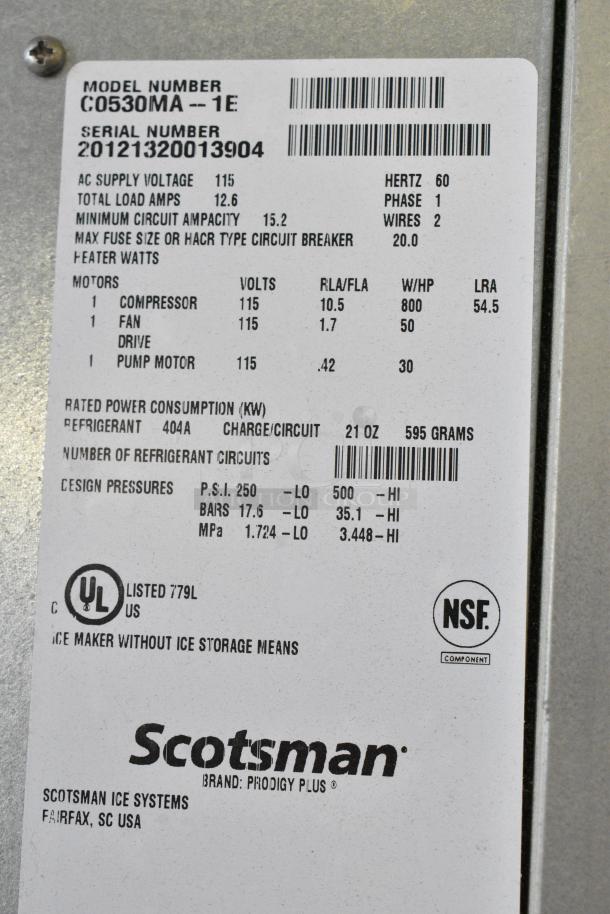 MODEL NUMBER
C0530MA -- 1E
SERIAL NUMBER
20121320013904
AC SUPPLY VOLTAGE 115 HERTZ 60
TOTAL LOAD AMPS 12.6 PHASE 1
MINIMUM CIRCUIT AMPACITY 15.2 WIRES 2
MAX FUSE SIZE OR HACR TYPE CIRCUIT BREAKER 20.0
HEATER WATTS
MOTORS VOLTS RLA/FLA W/HP LRA
1 COMPRESSOR 115 10.5 800 54.5
1 FAN 115 1.7 50
DRIVE
1 PUMP MOTOR 115 .42 30
RATED POWER CONSUMPTION (KW)
REFRIGERANT 404A CHARGE/CIRCUIT 21 OZ 595 GRAMS
NUMBER OF REFRIGERANT CIRCUITS
DESIGN PRESSURES P.S.I. 250 -LO 500 -HI
AUCTION GROUP
BARS 17.6 -LO 35.1 -HI
MPa 1.724 -LO 3.448 -HI
C UL US LISTED 779L
NSF.
COMPONENT
ICE MAKER WITHOUT ICE STORAGE MEANS
Scotsman
BRAND: PRODIGY PLUS ®
SCOTSMAN ICE SYSTEMS
FAIRFAX, SC USA